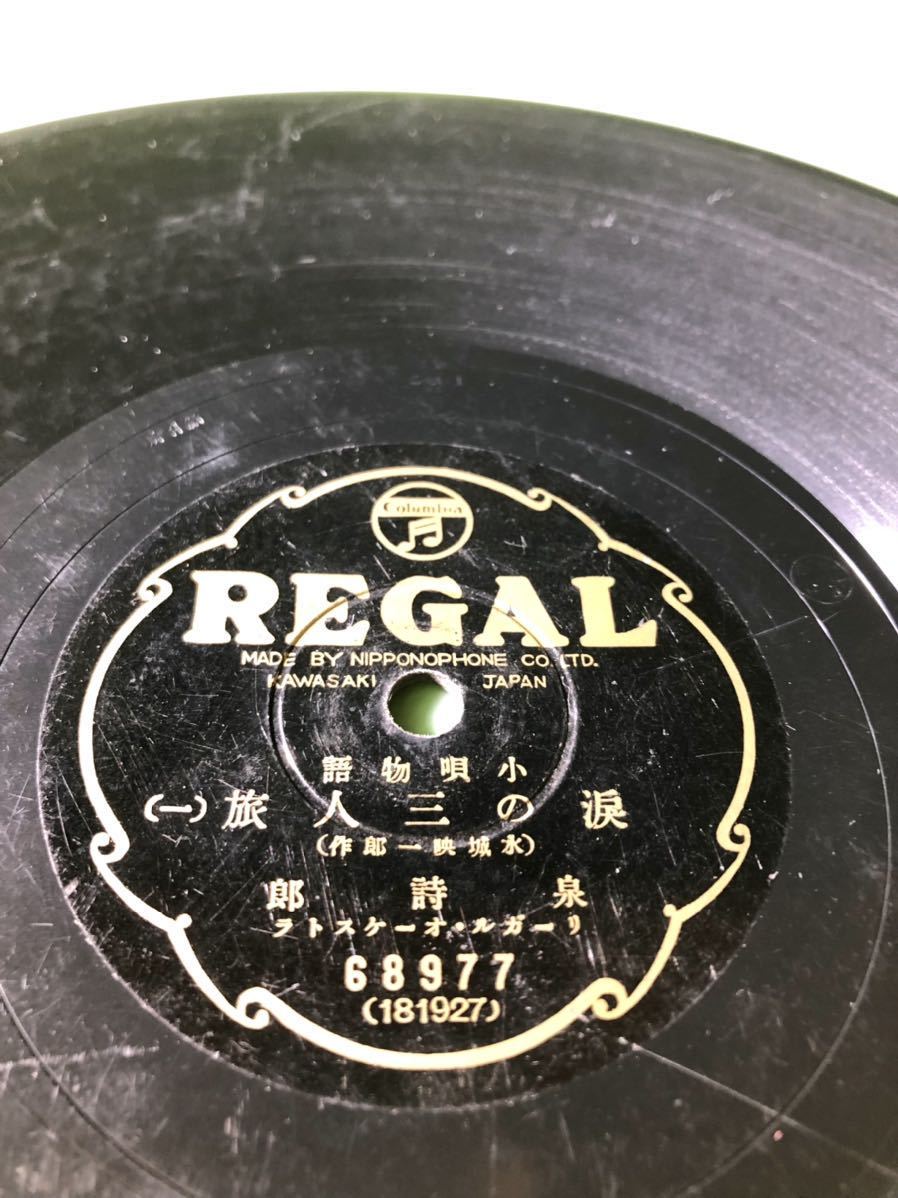 Columbia
REGAL
MADE BY NIPPONOPHONE CO. LTD.
KAWASAKI JAPAN
小唄物語
涙の三人旅(一)
(水城映一郎作)
泉詩郎
リーガル・オーケストラ
68977
(181927)